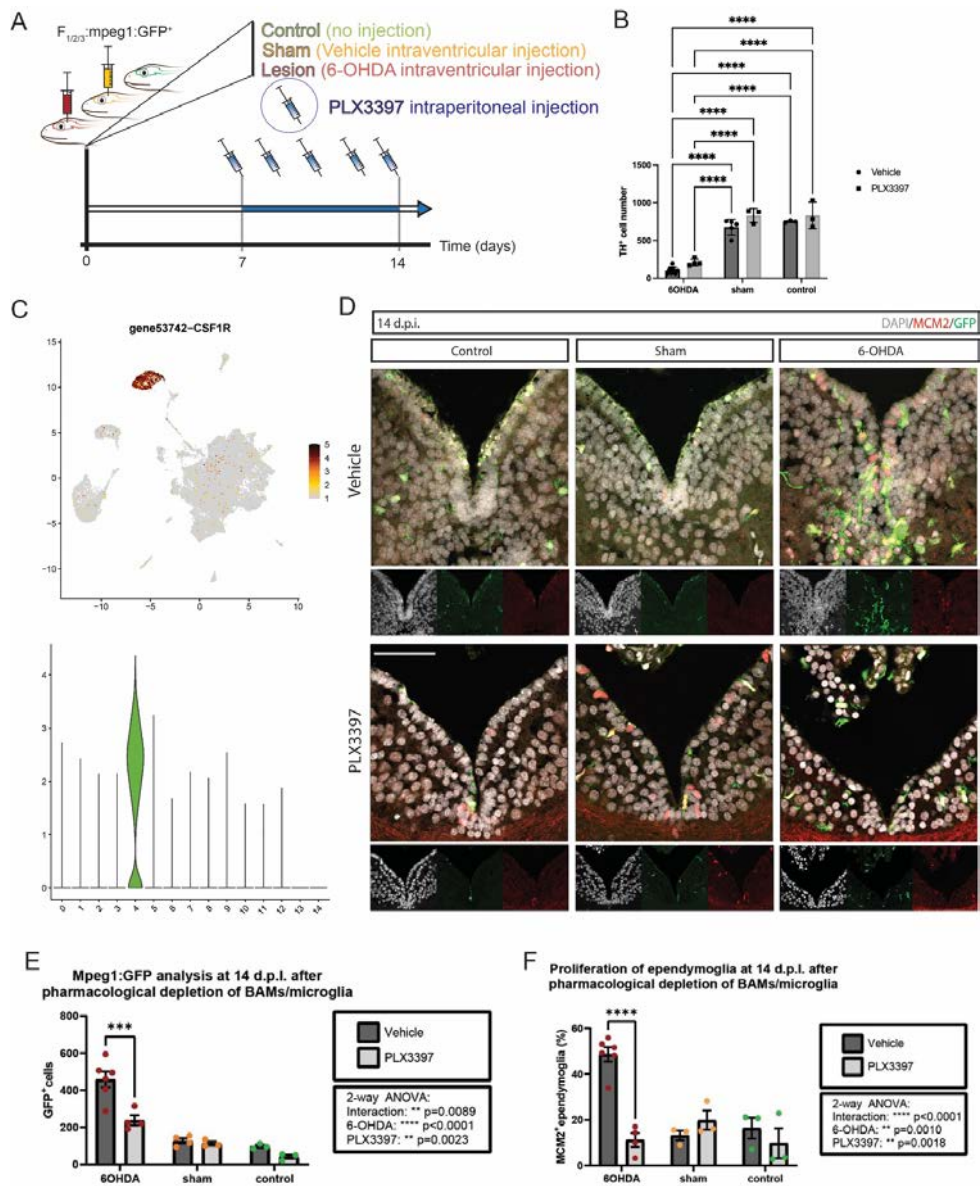 A
F1/2/3:mpeg1:GFP+
Control (no injection)
Sham (Vehicle intraventricular injection)
Lesion (6-OHDA intraventricular injection)
PLX3397 intraperitoneal injection
Time (days)
0
7
14
B
****
****
****
****
****
****
****
****
1500
1000
500
0
TH+ cell number
6OHDA
sham
control
Vehicle
PLX3397
C
gene53742-CSF1R
15
10
5
0
-5
-10
-10
-5
0
5
10
5
4
3
2
1
4
3
2
1
0
0
1
2
3
4
5
6
7
8
9
10
11
12
13
14
D
14 d.p.i.
DAPI/MCM2/GFP
Control
Sham
6-OHDA
Vehicle
PLX3397
E
Mpeg1:GFP analysis at 14 d.p.l. after
pharmacological depletion of BAMs/microglia
GFP+cells
800
600
400
200
0
***
6OHDA
sham
control
Vehicle
PLX3397
2-way ANOVA:
Interaction: ** p=0.0089
6-OHDA: **** p<0.0001
PLX3397: ** p=0.0023
F
Proliferation of ependymoglia at 14 d.p.l. after
pharmacological depletion of BAMs/microglia
MCM2+ependymoglia (%)
60
40
20
0
****
6OHDA
sham
control
Vehicle
PLX3397
2-way ANOVA:
Interaction: **** p<0.0001
6-OHDA: ** p=0.0010
PLX3397: ** p=0.0018